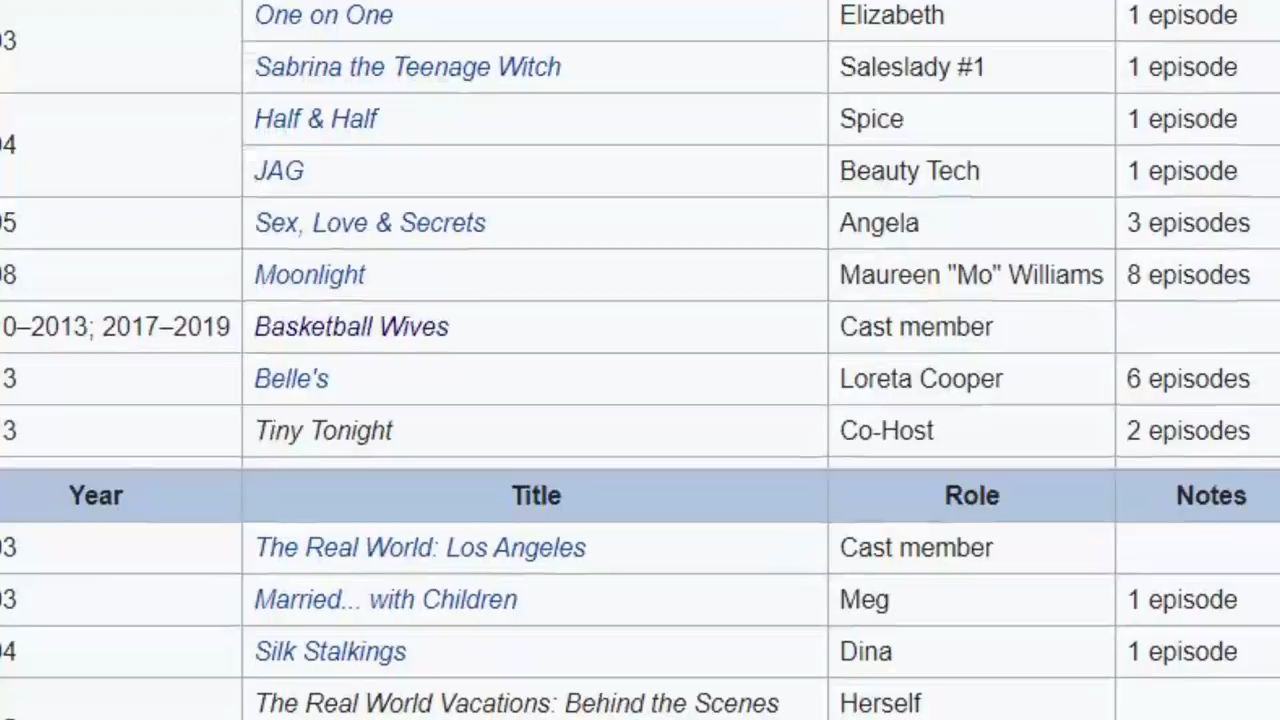 03 One on One Elizabeth 1 episode
Sabrina the Teenage Witch Saleslady #1 1 episode
04 Half & Half Spice 1 episode
JAG Beauty Tech 1 episode
05 Sex, Love & Secrets Angela 3 episodes
08 Moonlight Maureen "Mo" Williams 8 episodes
0–2013; 2017–2019 Basketball Wives Cast member
3 Belle's Loreta Cooper 6 episodes
3 Tiny Tonight Co-Host 2 episodes
Year Title Role Notes
03 The Real World: Los Angeles Cast member
03 Married... with Children Meg 1 episode
04 Silk Stalkings Dina 1 episode
The Real World Vacations: Behind the Scenes Herself